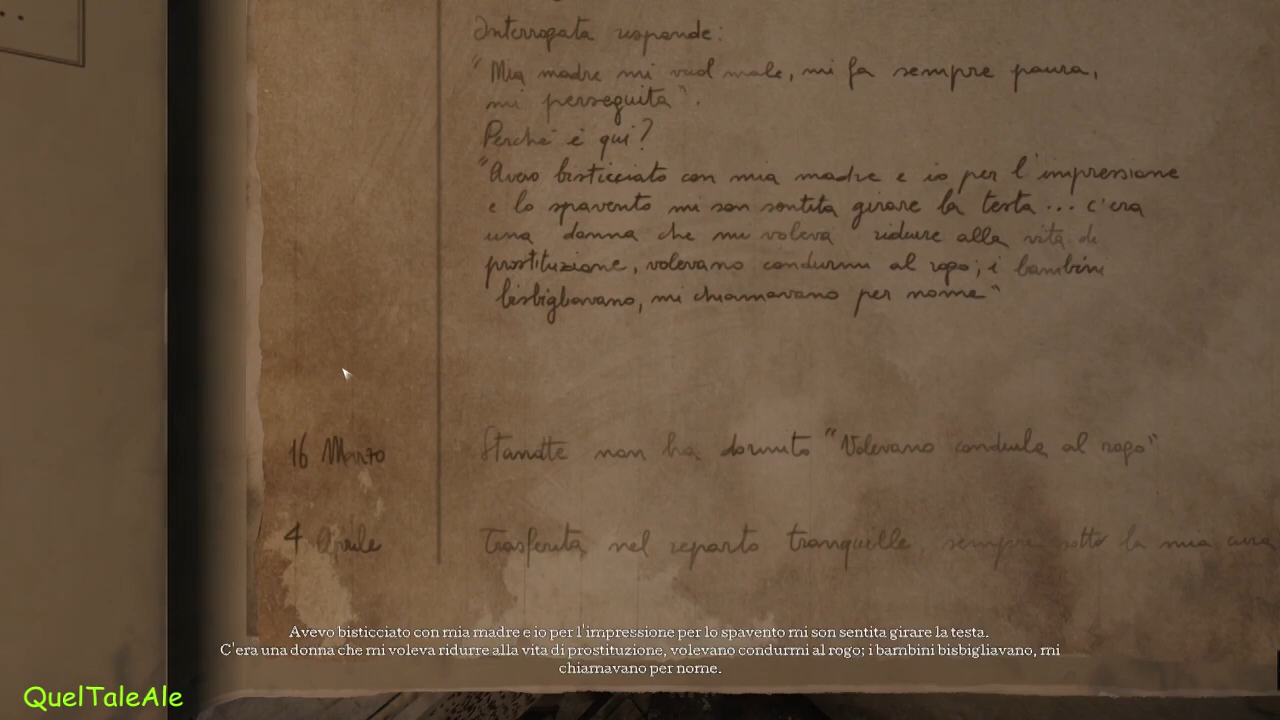 Interrogata risponde:
"Mia madre mi vuol male, mi fa sempre paura,
mi perseguita".
Perchè è qui?
"Avevo bisticciato con mia madre e io per l'impressione
e lo spavento mi son sentita girare la testa... c'era
una donna che mi voleva ridurre alla vita di
prostituzione, volevano condurmi al rogo; i bambini
bisbigliavano, mi chiamavano per nome"
16 Marzo
Stanotte non ha dormito "Volevano condurla al rogo"
4 Aprile
Trasferita nel reparto tranquille, sempre sotto la mia cura
Avevo bisticciato con mia madre e io per l'impressione per lo spavento mi son sentita girare la testa.
C'era una donna che mi voleva ridurre alla vita di prostituzione, volevano condurmi al rogo; i bambini bisbigliavano, mi
chiamavano per nome.
QuelTaleAle